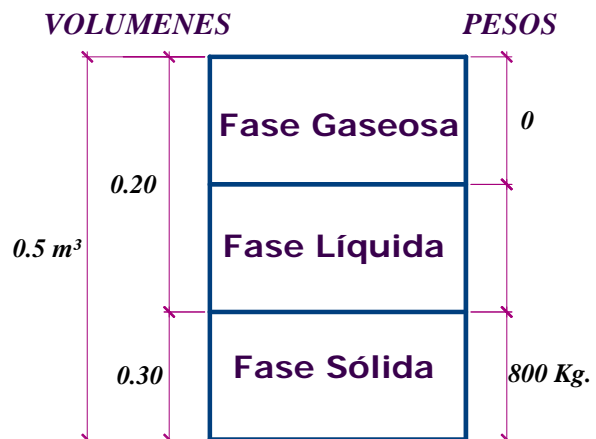 VOLUMENES
PESOS
Fase Gaseosa
0
0.20
0.5 m³
Fase Líquida
0.30
Fase Sólida
800 Kg.